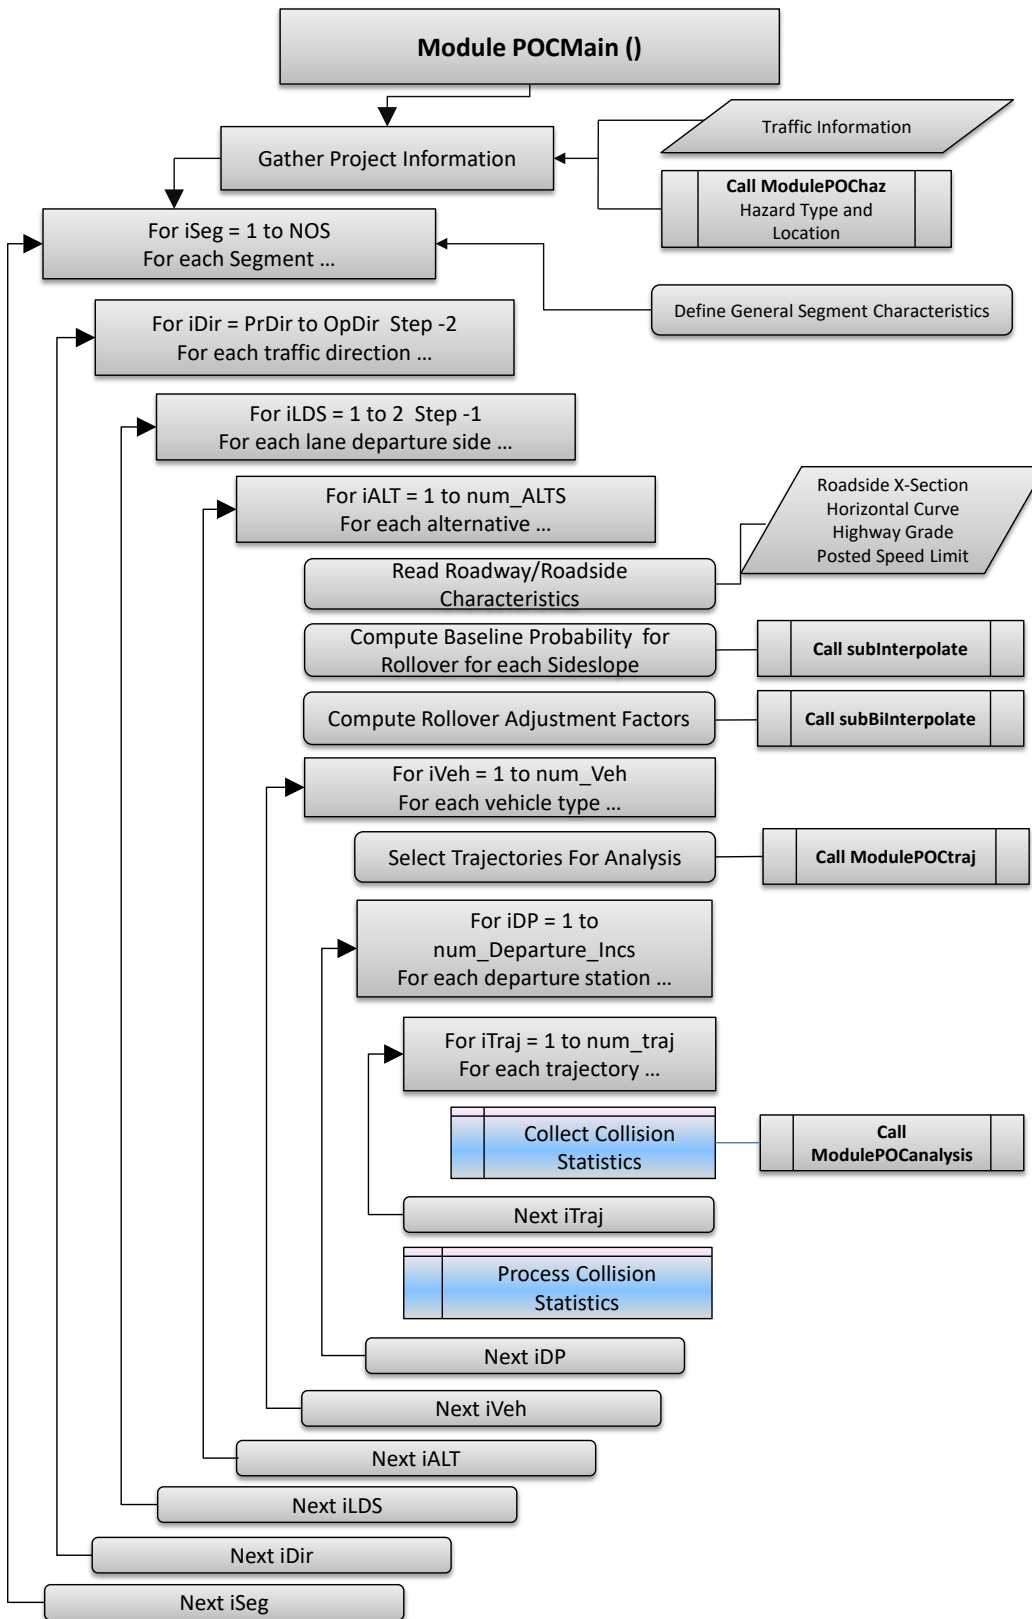 Module POCMain ()
Gather Project Information
Traffic Information
Call ModulePOChaz
Hazard Type and
Location
For iSeg = 1 to NOS
For each Segment ...
Define General Segment Characteristics
For iDir = PrDir to OpDir  Step -2
For each traffic direction ...
For iLDS = 1 to 2  Step -1
For each lane departure side ...
For iALT = 1 to num_ALTS
For each alternative ...
Roadside X-Section
Horizontal Curve
Highway Grade
Posted Speed Limit
Read Roadway/Roadside
Characteristics
Compute Baseline Probability  for
Rollover for each Sideslope
Call subInterpolate
Compute Rollover Adjustment Factors
Call subBiInterpolate
For iVeh = 1 to num_Veh
For each vehicle type ...
Select Trajectories For Analysis
Call ModulePOCtraj
For iDP = 1 to
num_Departure_Incs
For each departure station ...
For iTraj = 1 to num_traj
For each trajectory ...
Collect Collision
Statistics
Call
ModulePOCanalysis
Next iTraj
Process Collision
Statistics
Next iDP
Next iVeh
Next iALT
Next iLDS
Next iDir
Next iSeg